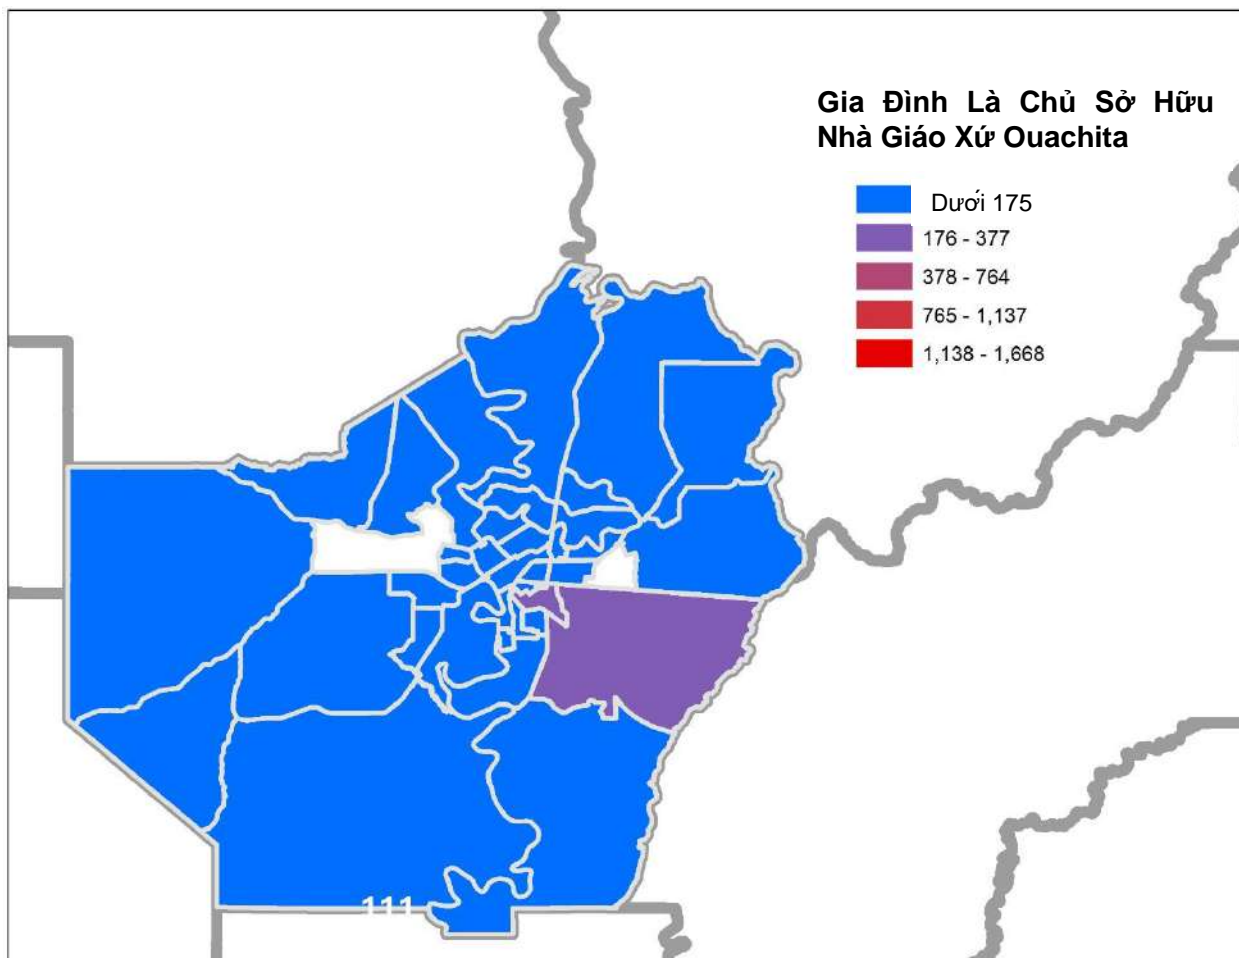 Gia Đình Là Chủ Sở Hữu
Nhà Giáo Xứ Ouachita
Dưới 175
176 - 377
378 - 764
765 - 1,137
1,138 - 1,668
111